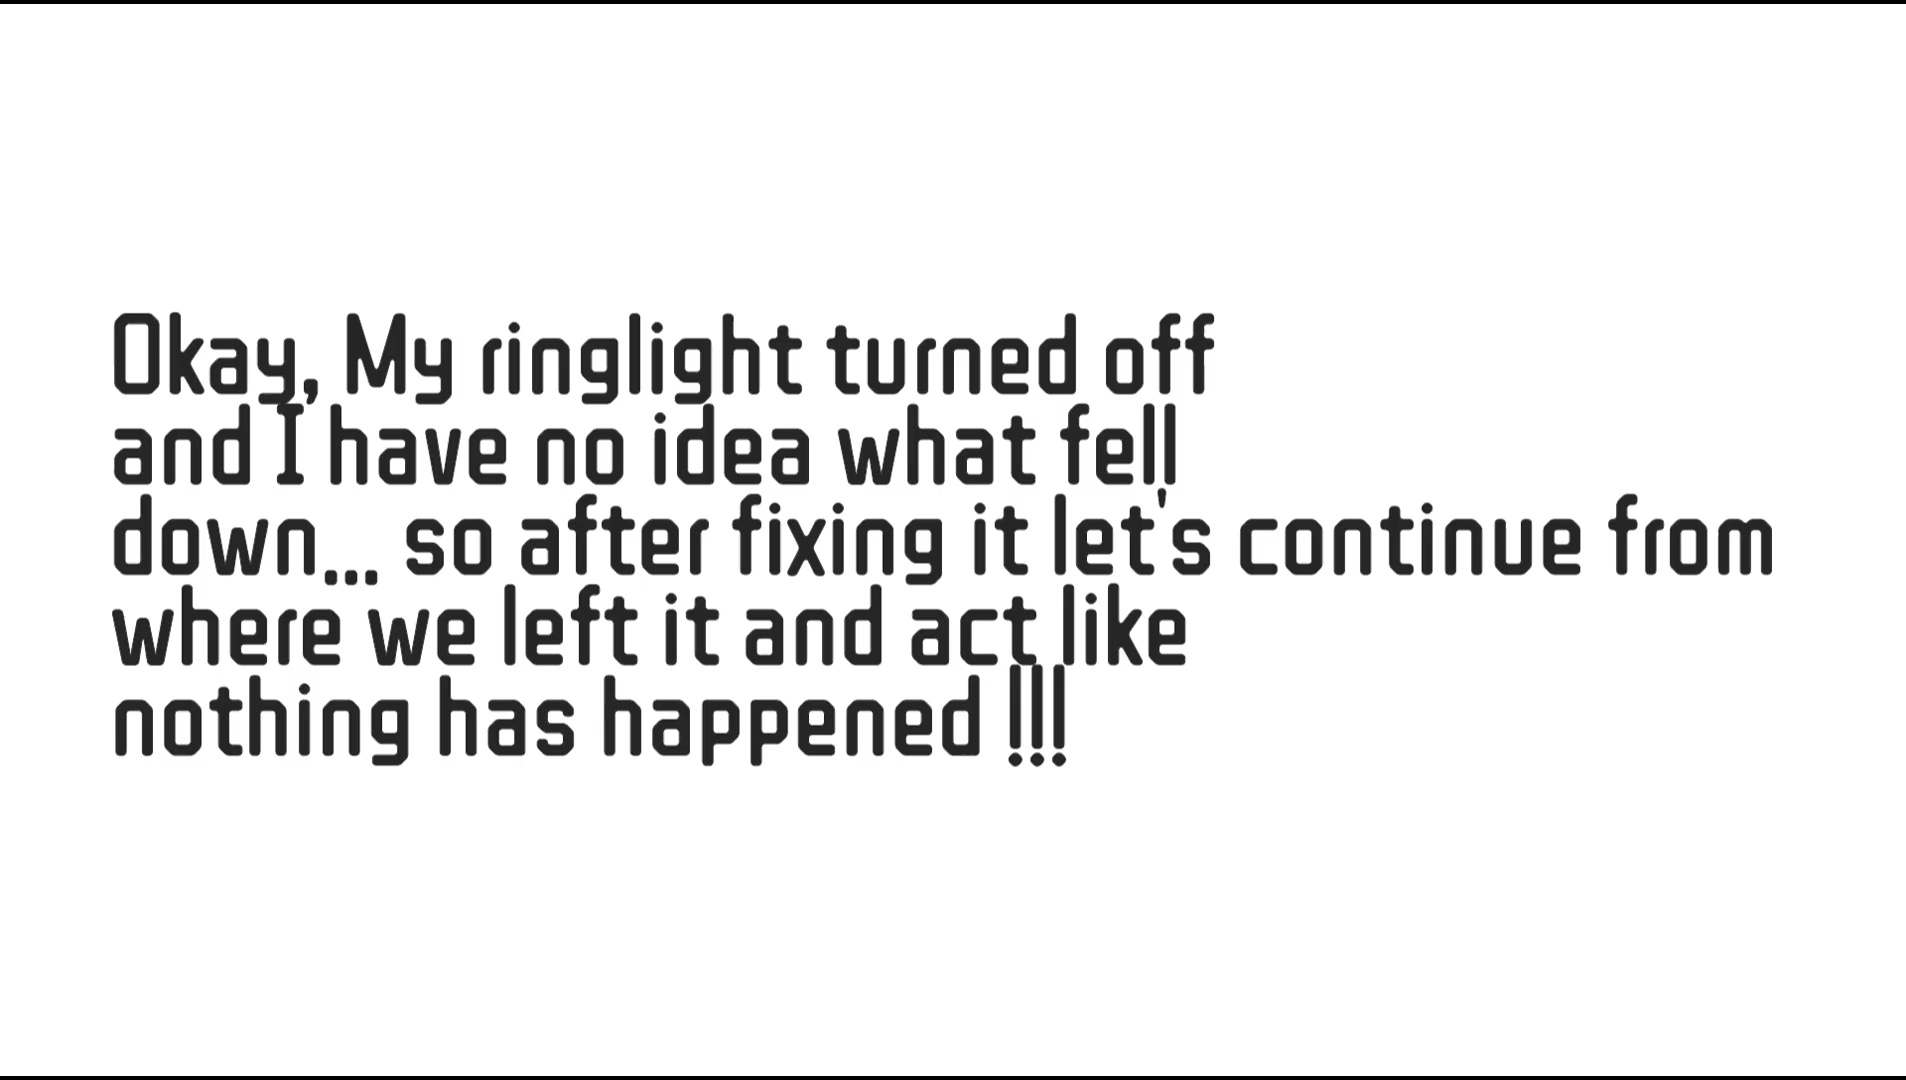 Okay, My ringlight turned off
and I have no idea what fell
down... so after fixing it let's continue from
where we left it and act like
nothing has happened !!!